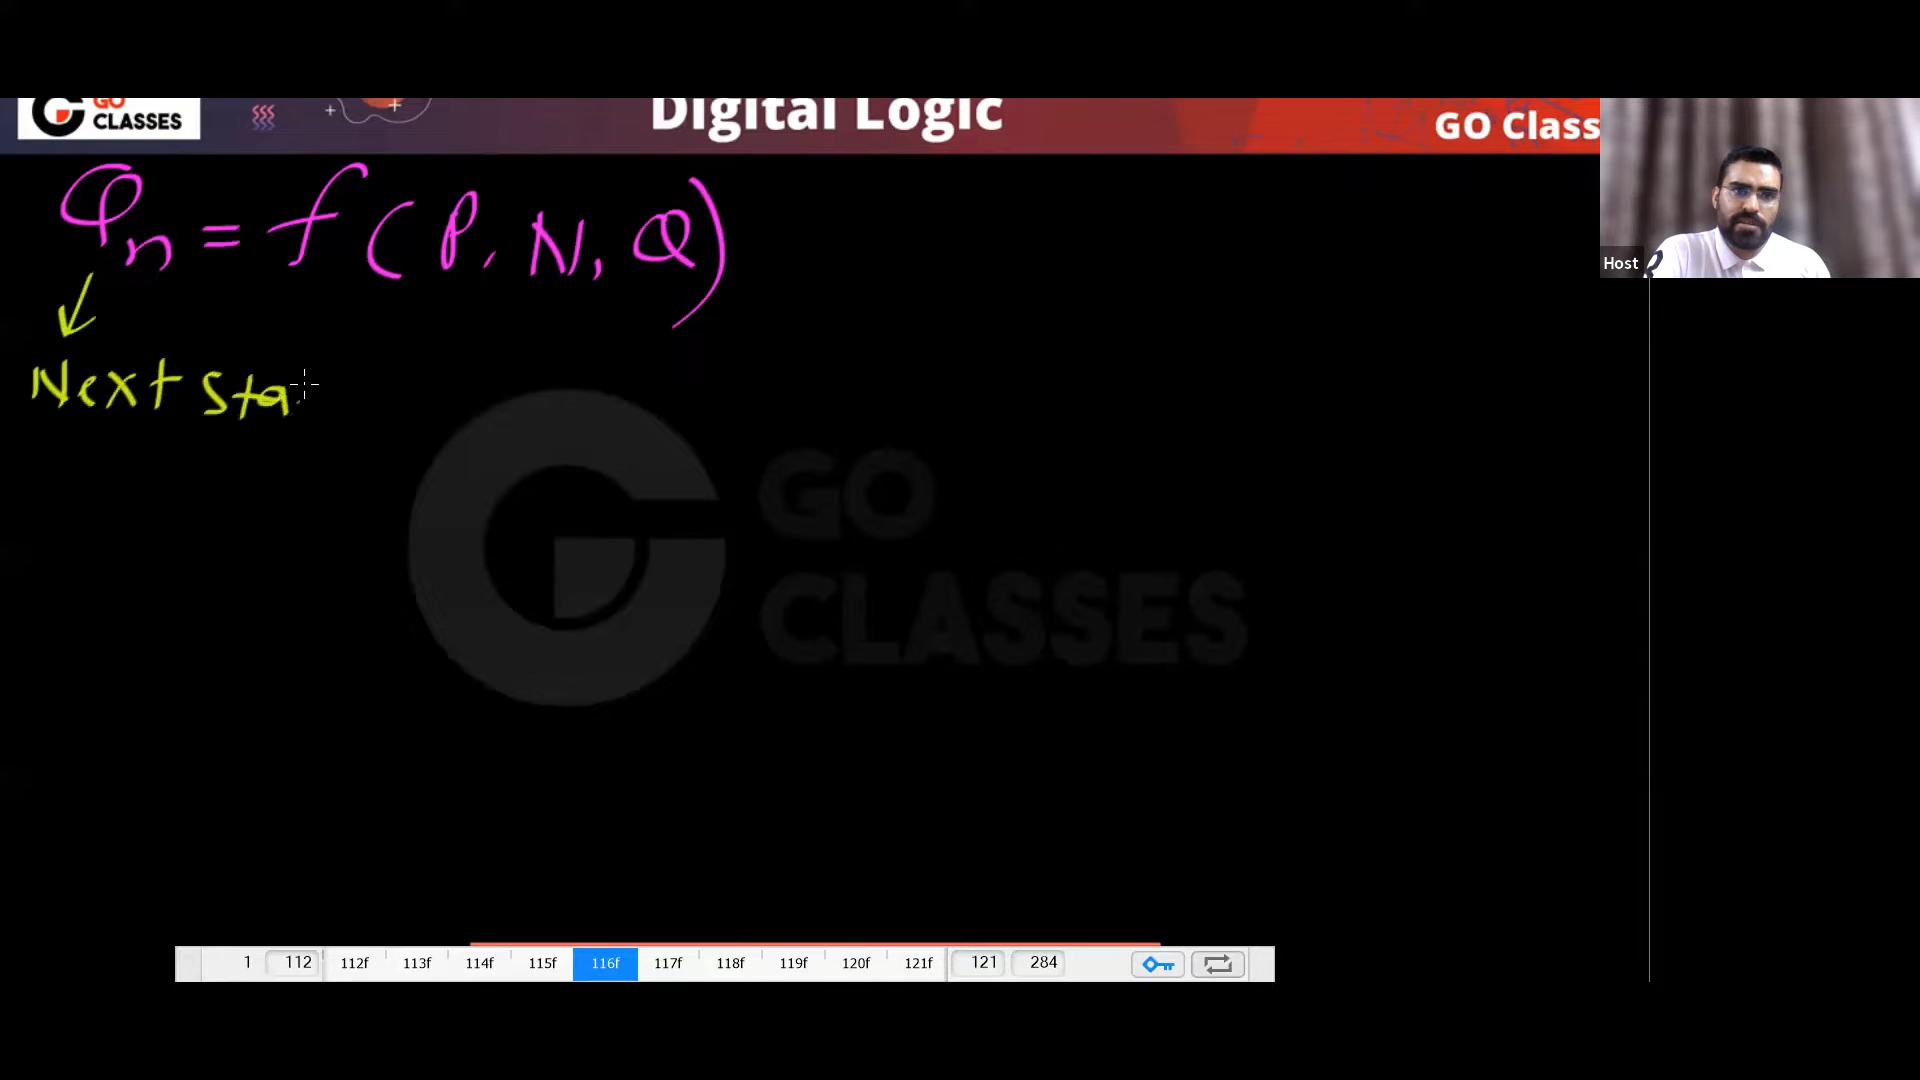 GO
CLASSES
Digital Logic
GO Class
Host
Qn = f(P, N, Q)
Next Sta
GO
CLASSES
1 112 112f 113f 114f 115f 116f 117f 118f 119f 120f 121f 121 284